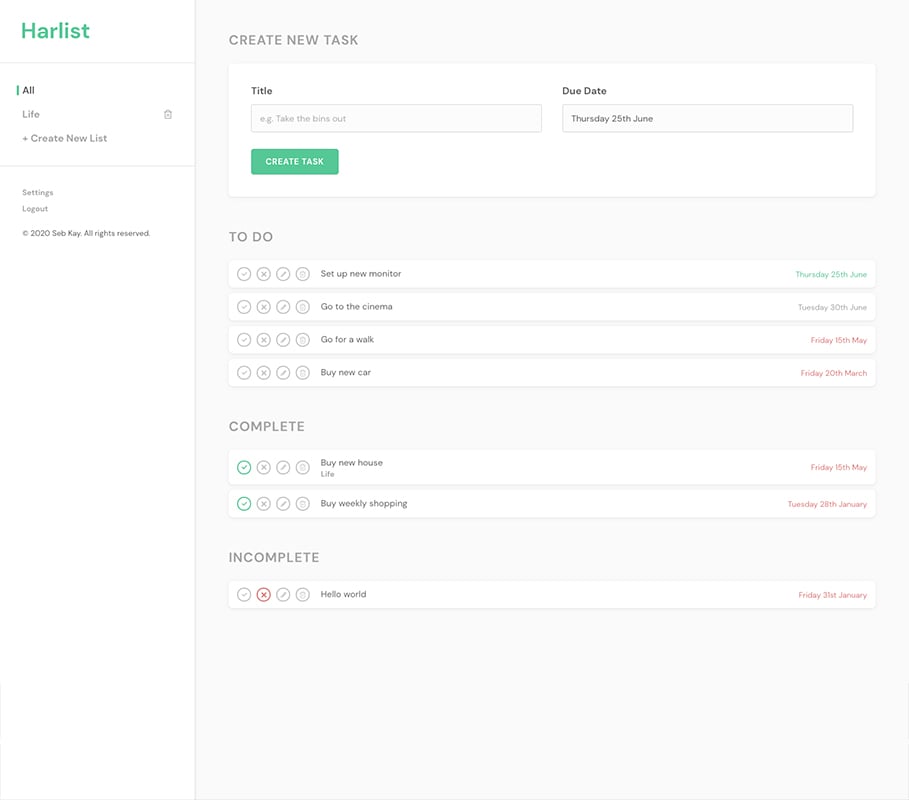 Harlist
All
Life
+ Create New List
Settings
Logout
© 2020 Seb Kay. All rights reserved.
CREATE NEW TASK
Title
Due Date
e.g. Take the bins out
Thursday 25th June
CREATE TASK
TO DO
Set up new monitor
Thursday 25th June
Go to the cinema
Tuesday 30th June
Go for a walk
Friday 15th May
Buy new car
Friday 20th March
COMPLETE
Buy new house
Life
Friday 15th May
Buy weekly shopping
Tuesday 28th January
INCOMPLETE
Hello world
Friday 31st January